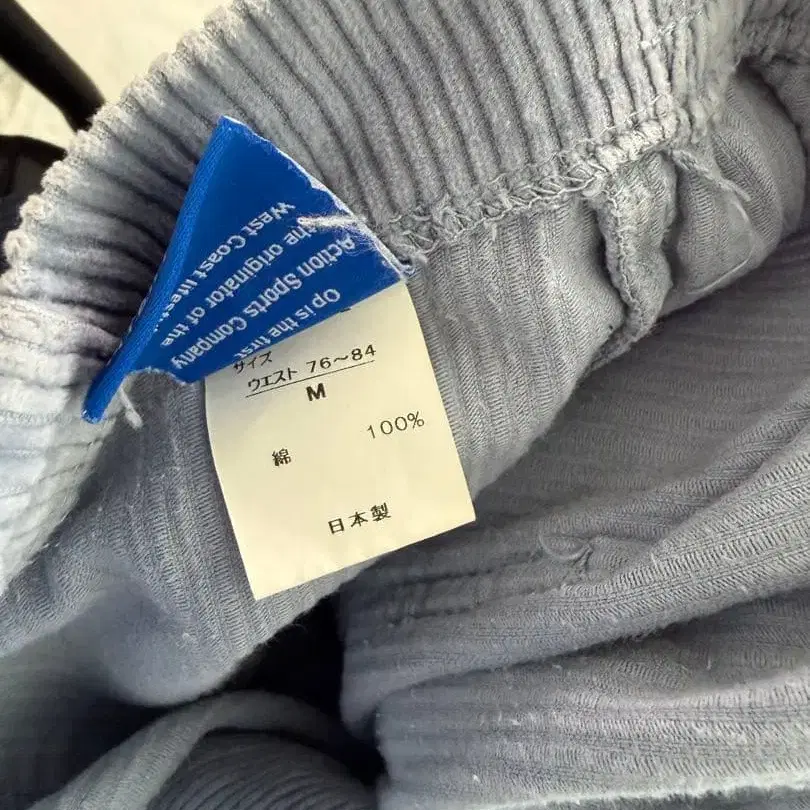 Op is the first
Action Sports Company
the originator of the
West Coast
サイズ
ウエスト 76～84
M
綿 100%
日本製